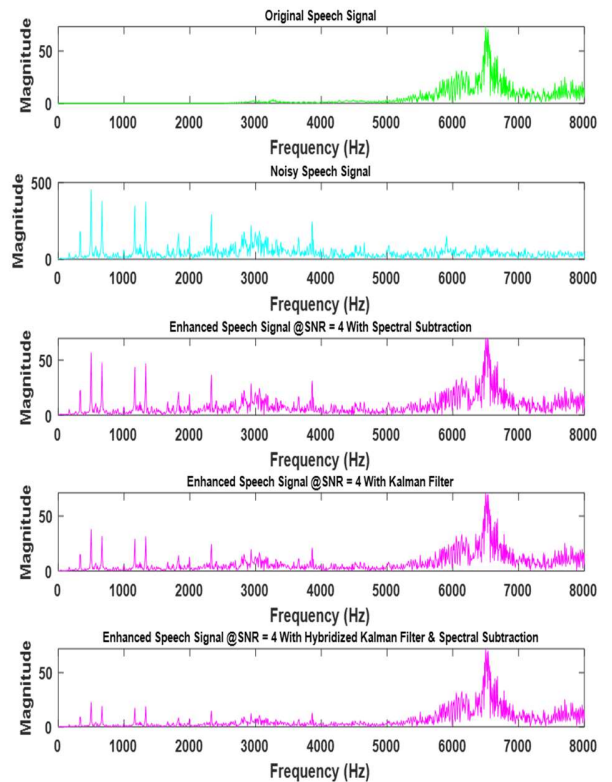 Original Speech Signal
Magnitude
50
0
0 1000 2000 3000 4000 5000 6000 7000 8000
Frequency (Hz)
Noisy Speech Signal
Magnitude
500
0
0 1000 2000 3000 4000 5000 6000 7000 8000
Frequency (Hz)
Enhanced Speech Signal @SNR = 4 With Spectral Subtraction
Magnitude
50
0
0 1000 2000 3000 4000 5000 6000 7000 8000
Frequency (Hz)
Enhanced Speech Signal @SNR = 4 With Kalman Filter
Magnitude
50
0
0 1000 2000 3000 4000 5000 6000 7000 8000
Frequency (Hz)
Enhanced Speech Signal @SNR = 4 With Hybridized Kalman Filter & Spectral Subtraction
Magnitude
50
0
0 1000 2000 3000 4000 5000 6000 7000 8000
Frequency (Hz)